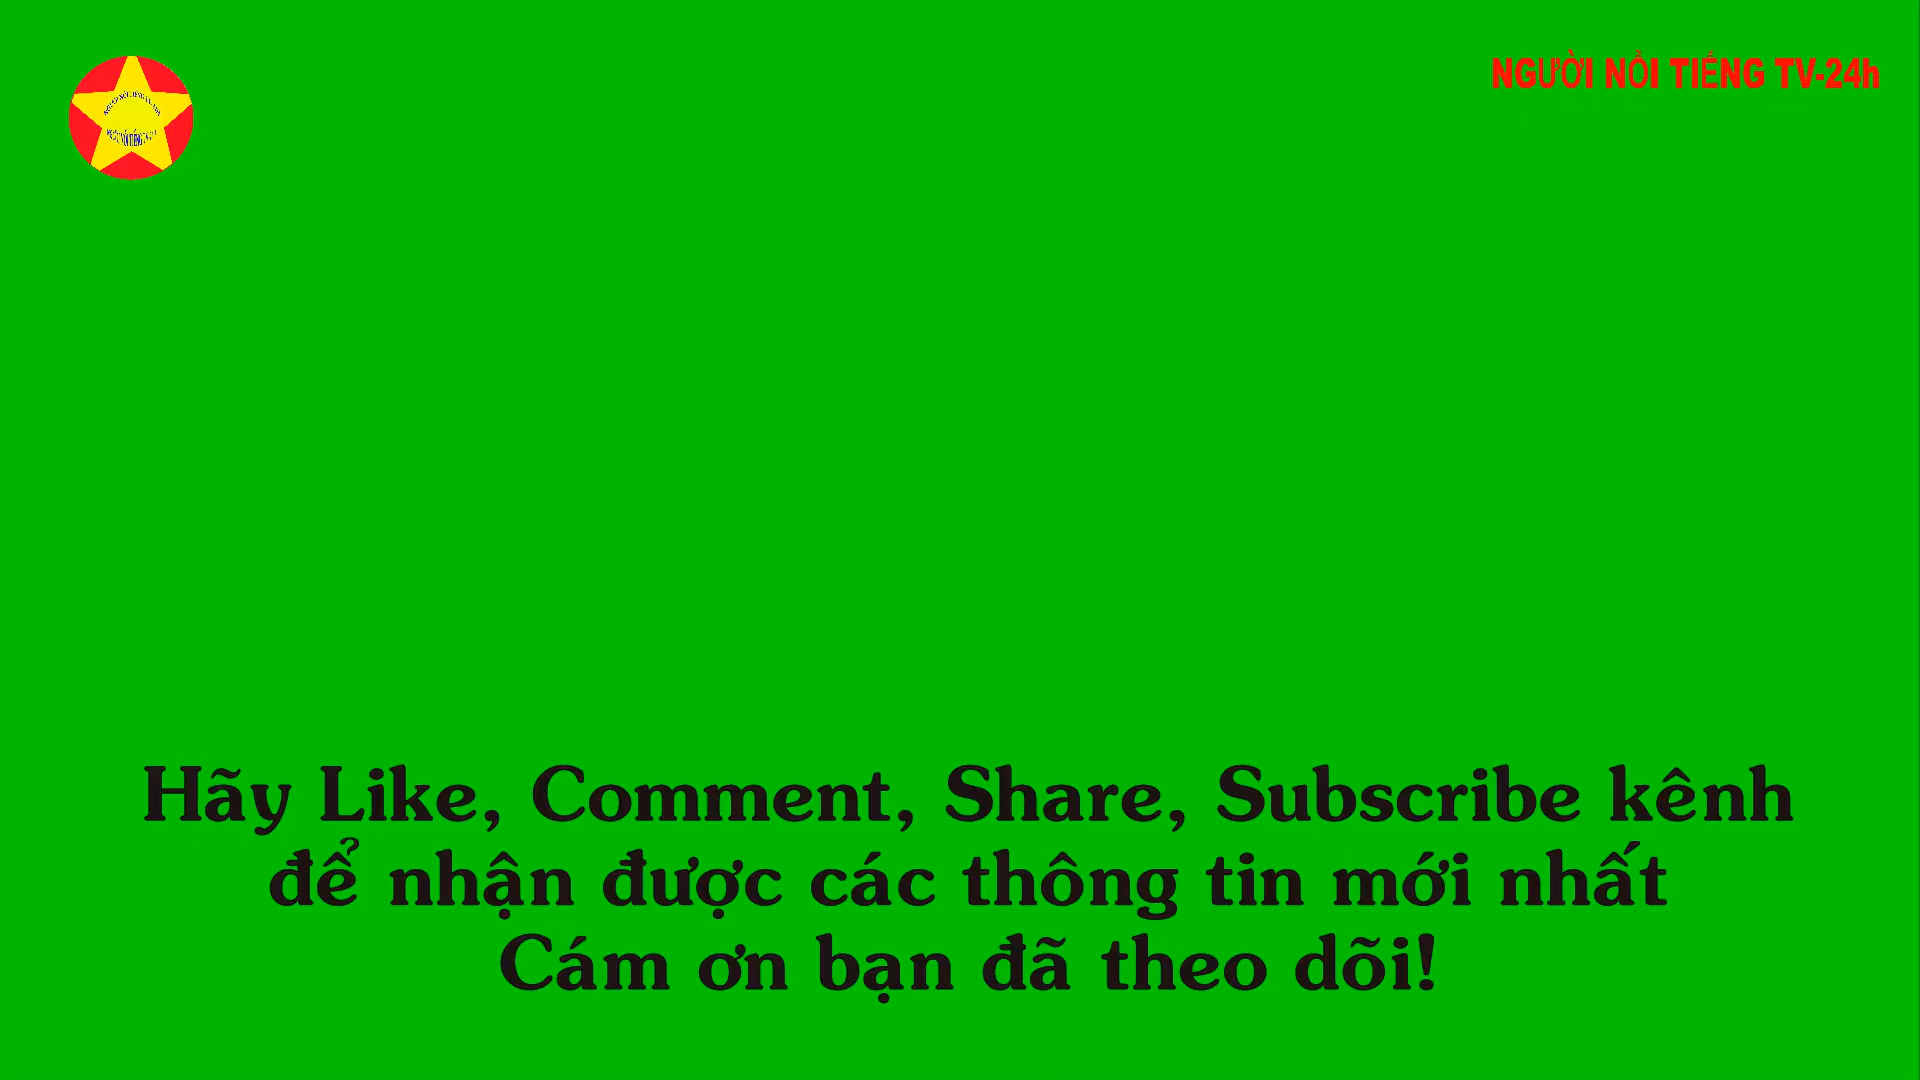 NGƯỜI NỔI TIẾNG TV-24h
Hãy Like, Comment, Share, Subscribe kênh
để nhận được các thông tin mới nhất
Cám ơn bạn đã theo dõi!